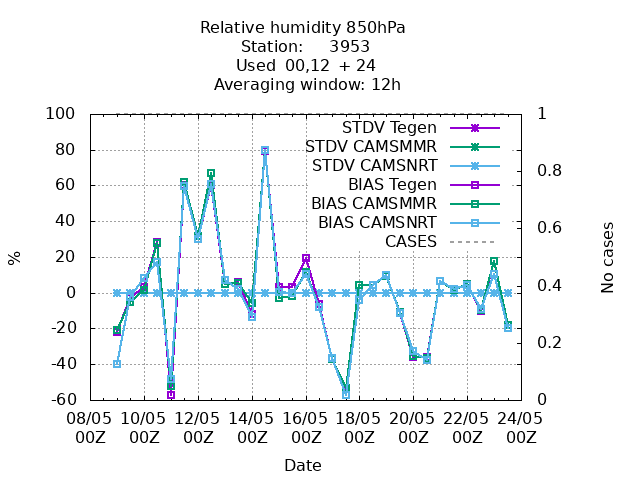 Relative humidity 850hPa
Station: 3953
Used 00,12 + 24
Averaging window: 12h
100 1
80 STDV Tegen
STDV CAMSMMR
60 STDV CAMSNRT 0.8
BIAS Tegen
40 BIAS CAMSMMR
BIAS CAMSNRT 0.6
20 CASES
0 0.4
-20 0.2
-40
-60 0
% No cases
08/05 10/05 12/05 14/05 16/05 18/05 20/05 22/05 24/05
00Z 00Z 00Z 00Z 00Z 00Z 00Z 00Z 00Z
Date